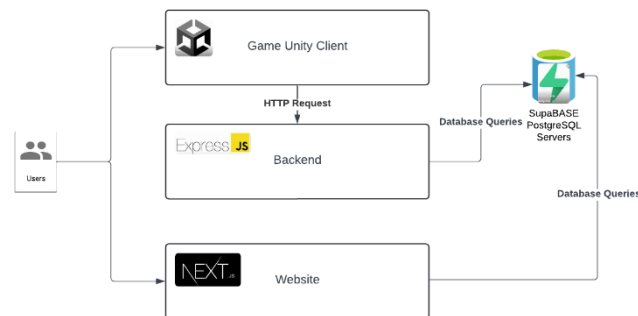 Game Unity Client
HTTP Request
Express JS
Backend
Users
Database Queries
SupaBASE
PostgreSQL
Servers
Database Queries
NEXT.JS
Website